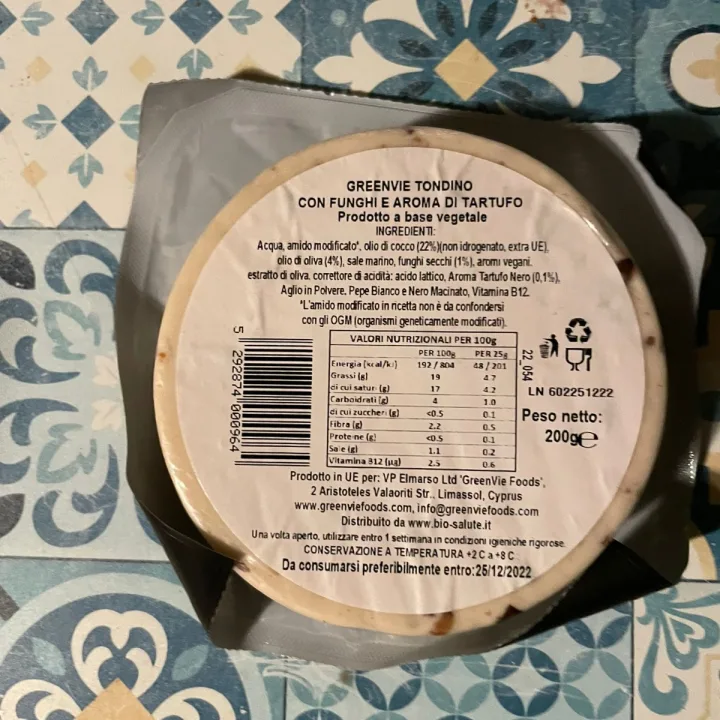 GREENVIE TONDINO
CON FUNGHI E AROMA DI TARTUFO
Prodotto a base vegetale
INGREDIENTI:
Acqua, amido modificato*, olio di cocco (22%)(non idrogenato, extra UE),
olio di oliva (4%), sale marino, funghi secchi (1%), aromi vegani.
estratto di oliva. correttore di acidità: acido lattico, Aroma Tartufo Nero (0,1%),
Aglio in Polvere. Pepe Bianco e Nero Macinato, Vitamina B12.
*L'amido modificato in ricetta non è da confondersi
con gli OGM (organismi geneticamente modificati).
VALORI NUTRIZIONALI PER 100g
PER 100g PER 25g
Energia (kcal/kj) 192 / 804 48 / 201
Grassi (g) 19 4.7
di cui saturi (g) 17 4.2
Carboidrati (g) 4 1.0
di cui zuccheri (g) <0.5 0.1
Fibra (g) 2.2 0.5
Proteine (g) <0.5 0.1
Sale (g) 1.1 0.2
Vitamina B12 (µg) 2.5 0.6
5 292874 000964
22_054
LN 602251222
Peso netto:
200g℮
Prodotto in UE per: VP Elmarso Ltd 'GreenVie Foods',
2 Aristoteles Valaoriti Str., Limassol, Cyprus
www.greenviefoods.com, info@greenviefoods.com
Distribuito da www.bio-salute.it
Una volta aperto, utilizzare entro 1 settimana in condizioni igieniche rigorose.
CONSERVAZIONE A TEMPERATURA +2 C a +8 C
Da consumarsi preferibilmente entro:25/12/2022